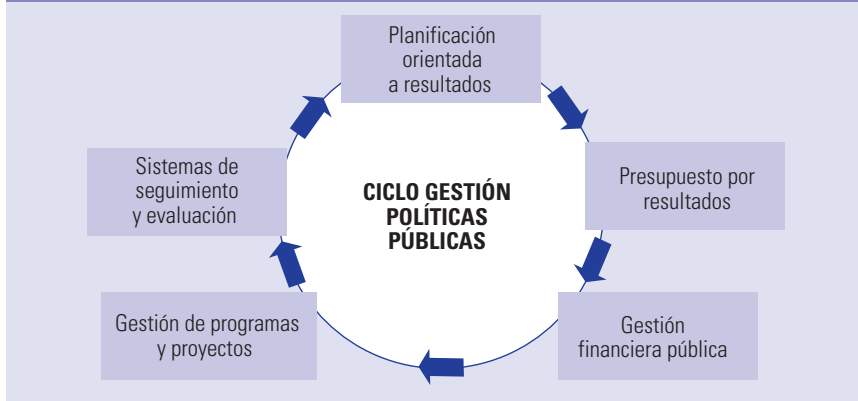 Planificación
orientada
a resultados
Presupuesto por
resultados
Gestión
financiera pública
Gestión de programas
y proyectos
Sistemas de
seguimiento
y evaluación
CICLO GESTIÓN
POLÍTICAS
PÚBLICAS